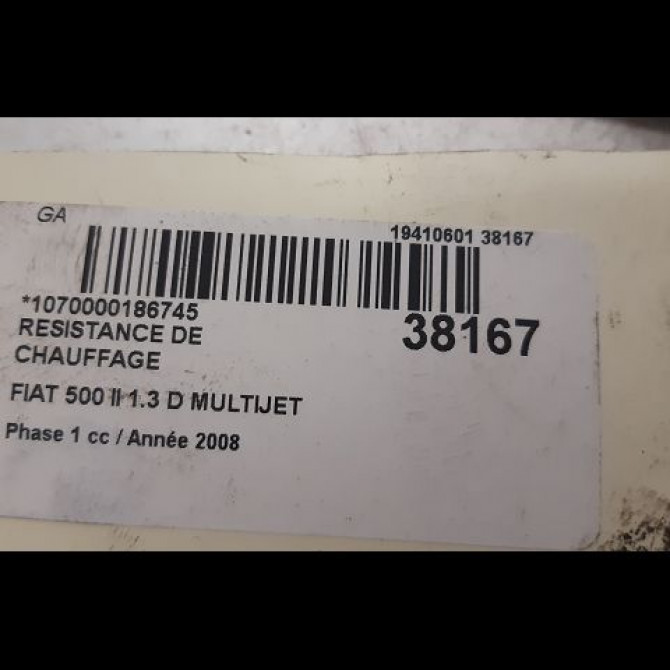 GA
19410601 38167
*1070000186745
38167
RESISTANCE DE
CHAUFFAGE
FIAT 500 II 1.3 D MULTIJET
Phase 1 cc / Année 2008